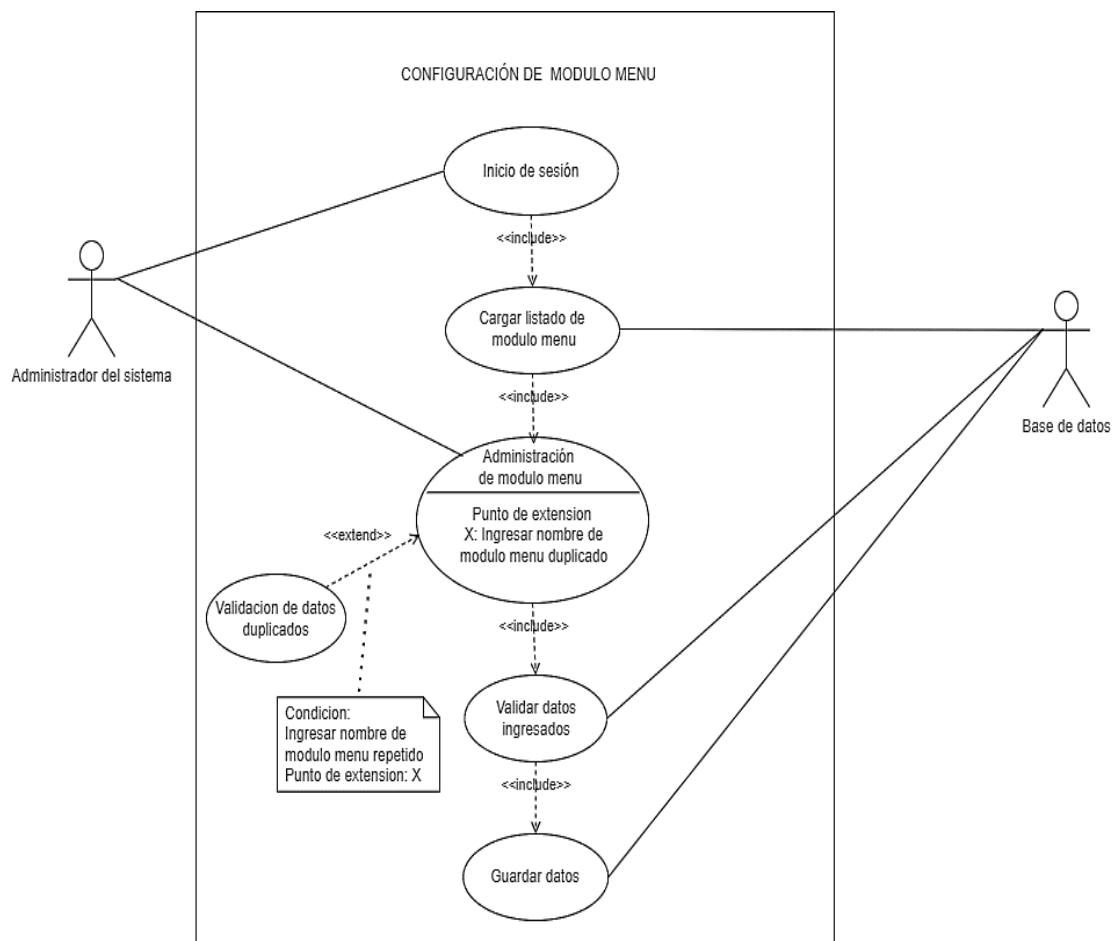 CONFIGURACIÓN DE MODULO MENU
Inicio de sesión
<<include>>
Cargar listado de
modulo menu
Administrador del sistema
<<include>>
Base de datos
Administración
de modulo menu
Punto de extension
X: Ingresar nombre de
modulo menu duplicado
<<extend>>
Validacion de datos
duplicados
<<include>>
Condicion:
Ingresar nombre de
modulo menu repetido
Punto de extension: X
Validar datos
ingresados
<<include>>
Guardar datos